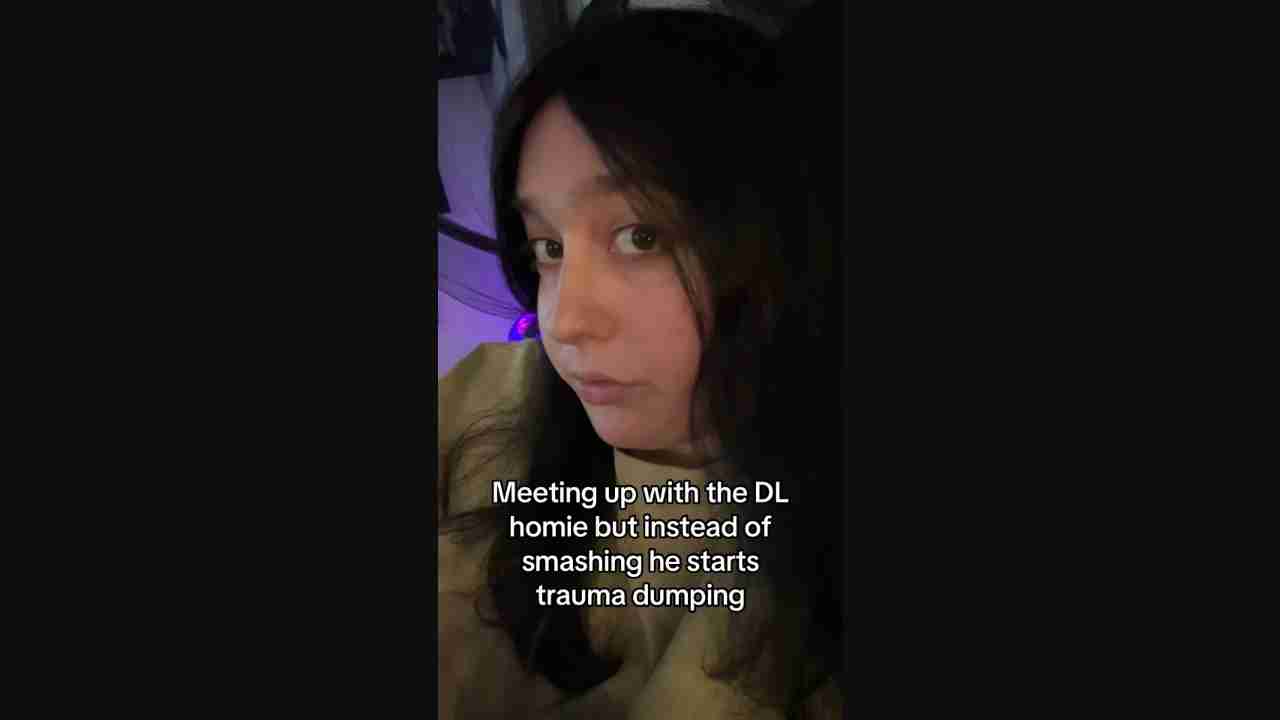 Meeting up with the DL
homie but instead of
smashing he starts
trauma dumping